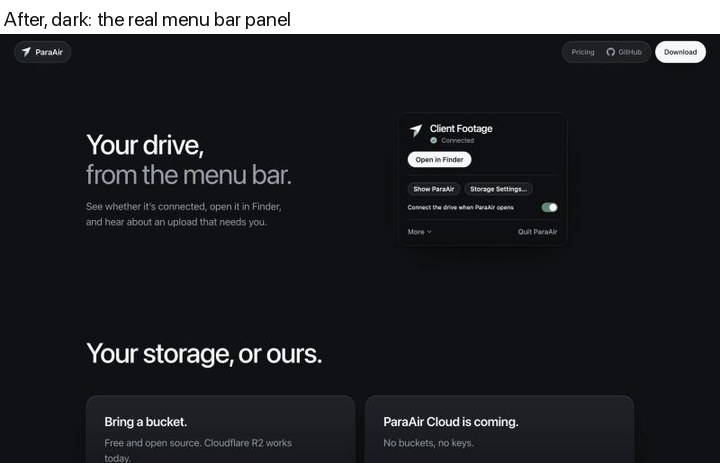 After, dark: the real menu bar panel
ParaAir
Pricing
GitHub
Download
Your drive,
from the menu bar.
See whether it's connected, open it in Finder,
and hear about an upload that needs you.
Client Footage
Connected
Open in Finder
Show ParaAir
Storage Settings...
Connect the drive when ParaAir opens
More
Quit ParaAir
Your storage, or ours.
Bring a bucket.
Free and open source. Cloudflare R2 works
today.
ParaAir Cloud is coming.
No buckets, no keys.